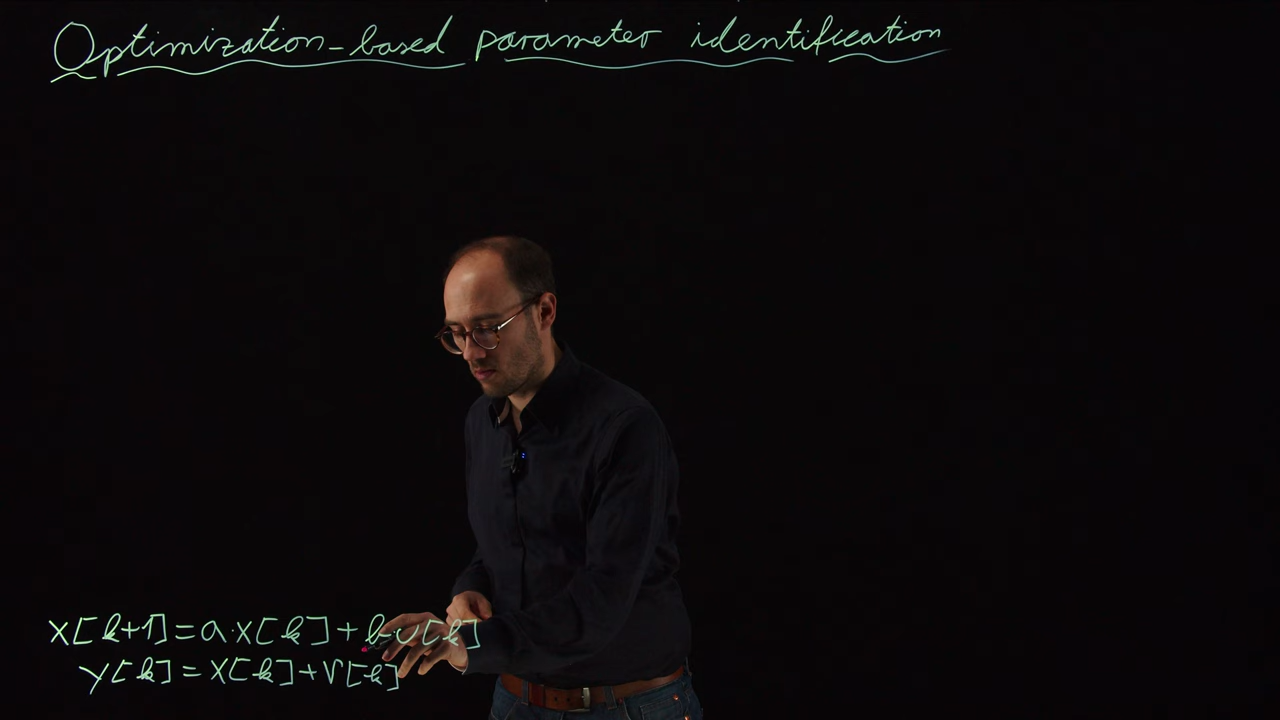 Optimization-based parameter identification
x[k+1]=a·x[k]+b·u[k]
y[k]=x[k]+v[k]